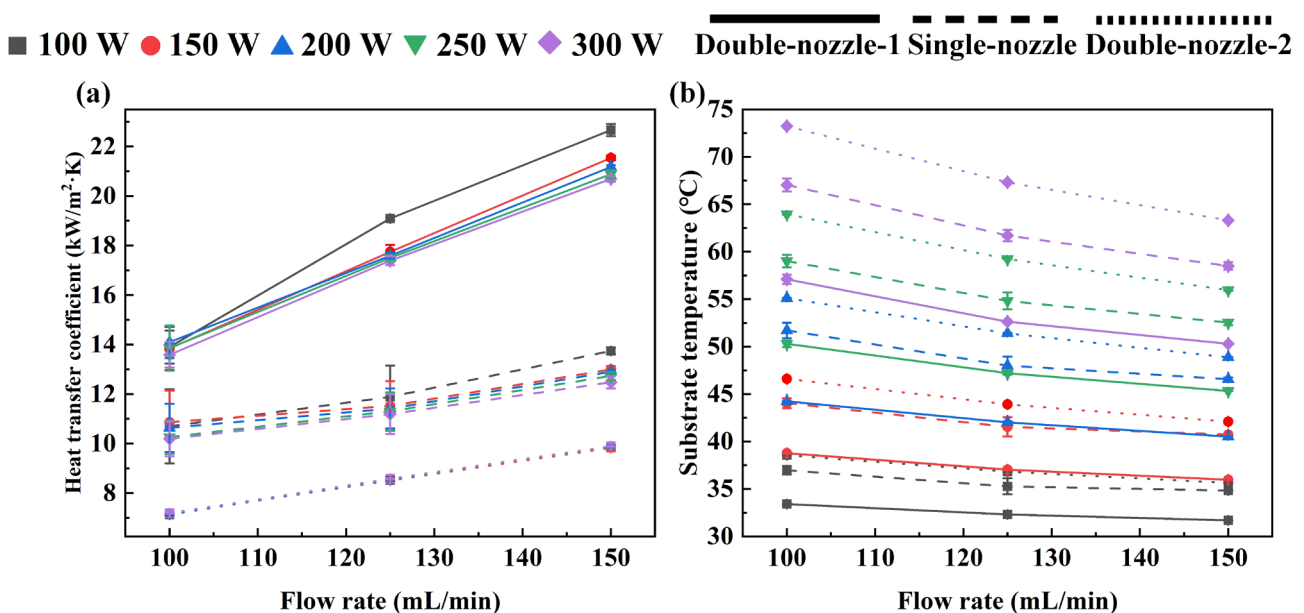 100 W 150 W 200 W 250 W 300 W
Double-nozzle-1 Single-nozzle Double-nozzle-2
(a)
Heat transfer coefficient (kW/m²·K)
22
20
18
16
14
12
10
8
100 110 120 130 140 150
Flow rate (mL/min)
(b)
Substrate temperature (°C)
75
70
65
60
55
50
45
40
35
30
100 110 120 130 140 150
Flow rate (mL/min)